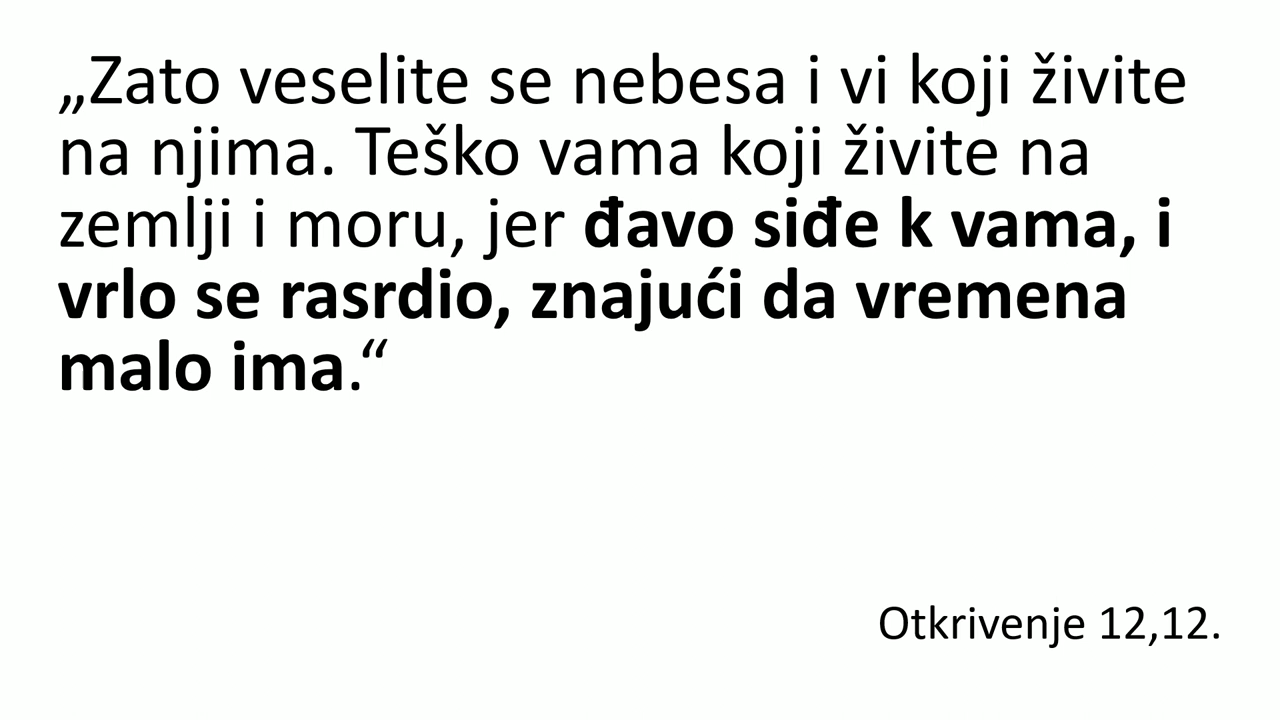 „Zato veselite se nebesa i vi koji živite
na njima. Teško vama koji živite na
zemlji i moru, jer đavo siđe k vama, i
vrlo se rasrdio, znajući da vremena
malo ima.“
Otkrivenje 12,12.